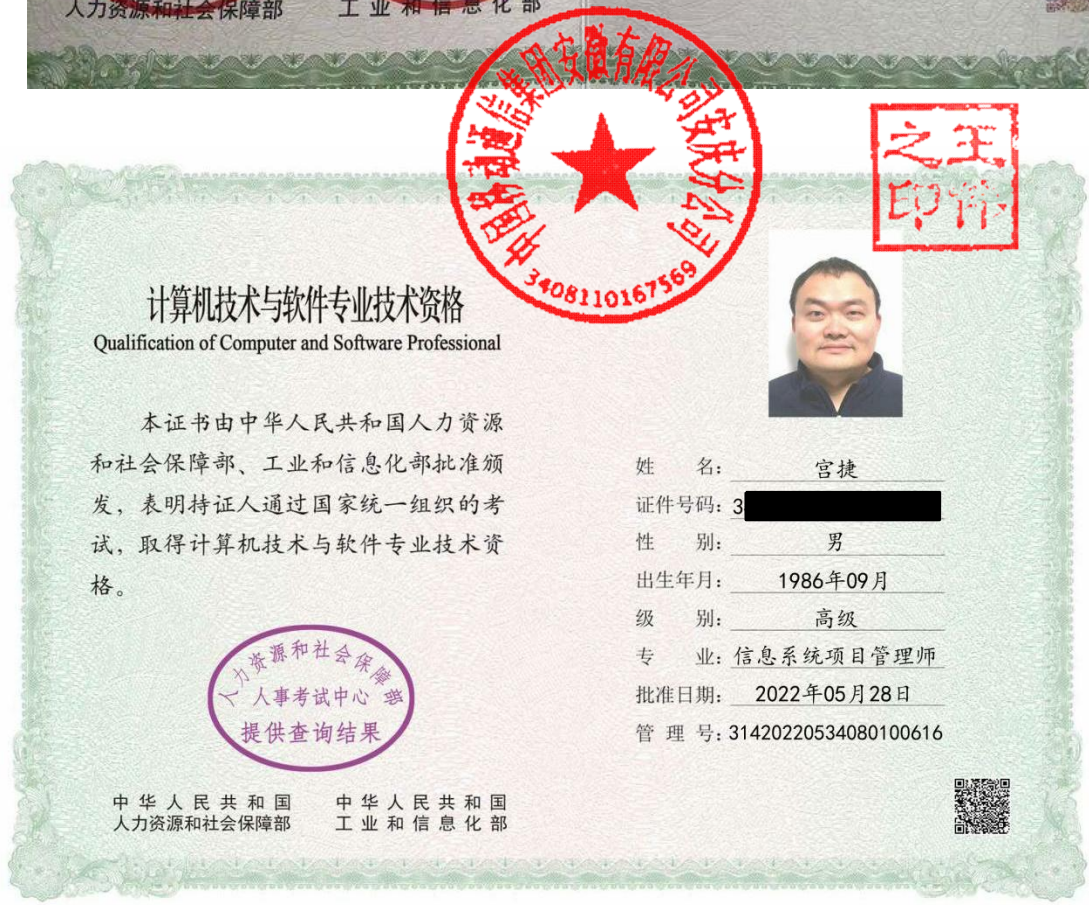 人力资源和社会保障部 工业和信息化部
中国移动通信集团安徽有限公司安庆分公司
3408110167569
王
之印
计算机技术与软件专业技术资格
Qualification of Computer and Software Professional
本证书由中华人民共和国人力资源
和社会保障部、工业和信息化部批准颁
发，表明持证人通过国家统一组织的考
试，取得计算机技术与软件专业技术资
格。
姓 名：宫捷
证件号码：3
性 别：男
出生年月：1986年09月
级 别：高级
专 业：信息系统项目管理师
批准日期：2022年05月28日
管 理 号：31420220534080100616
人力资源和社会保障部
人事考试中心
提供查询结果
中华人民共和国 中华人民共和国
人力资源和社会保障部 工业和信息化部